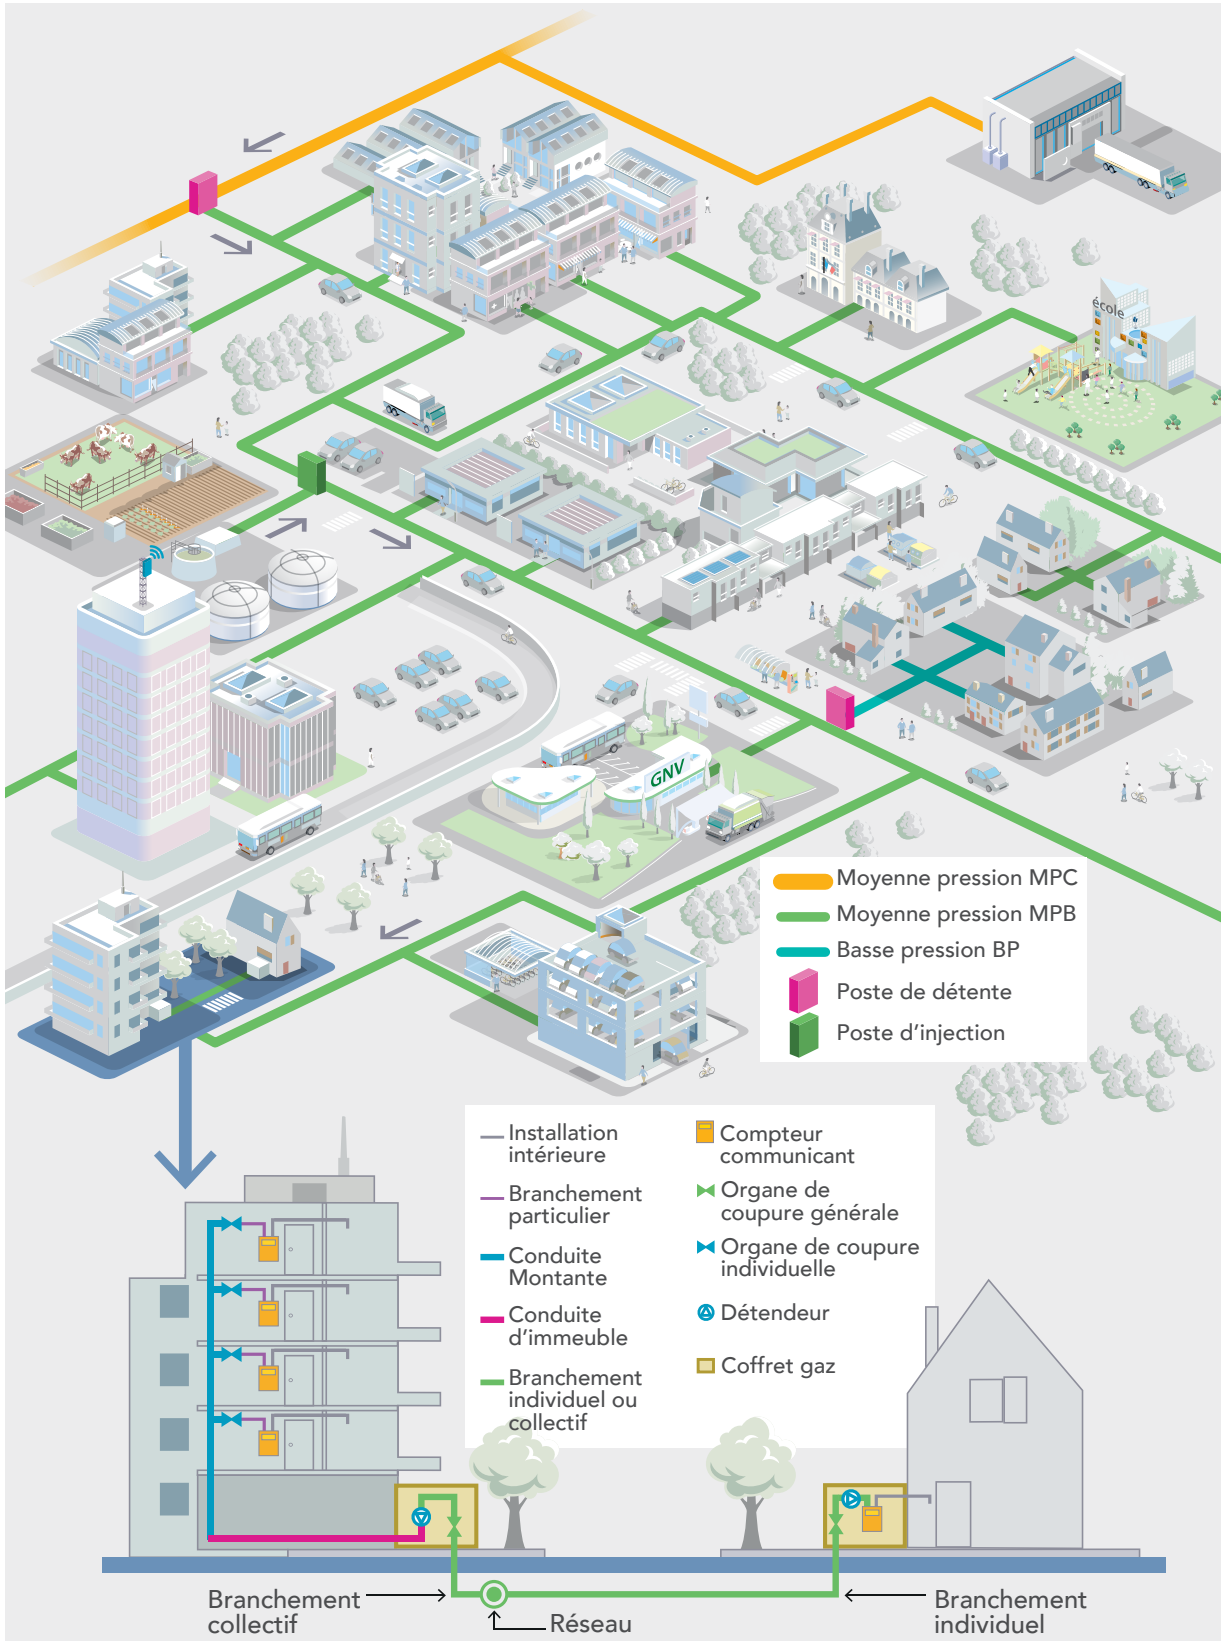 école
GNV
Moyenne pression MPC
Moyenne pression MPB
Basse pression BP
Poste de détente
Poste d'injection
Installation
intérieure
Branchement
particulier
Conduite
Montante
Conduite
d'immeuble
Branchement
individuel ou
collectif
Compteur
communicant
Organe de
coupure générale
Organe de coupure
individuelle
Détendeur
Coffret gaz
Branchement
collectif
Réseau
Branchement
individuel